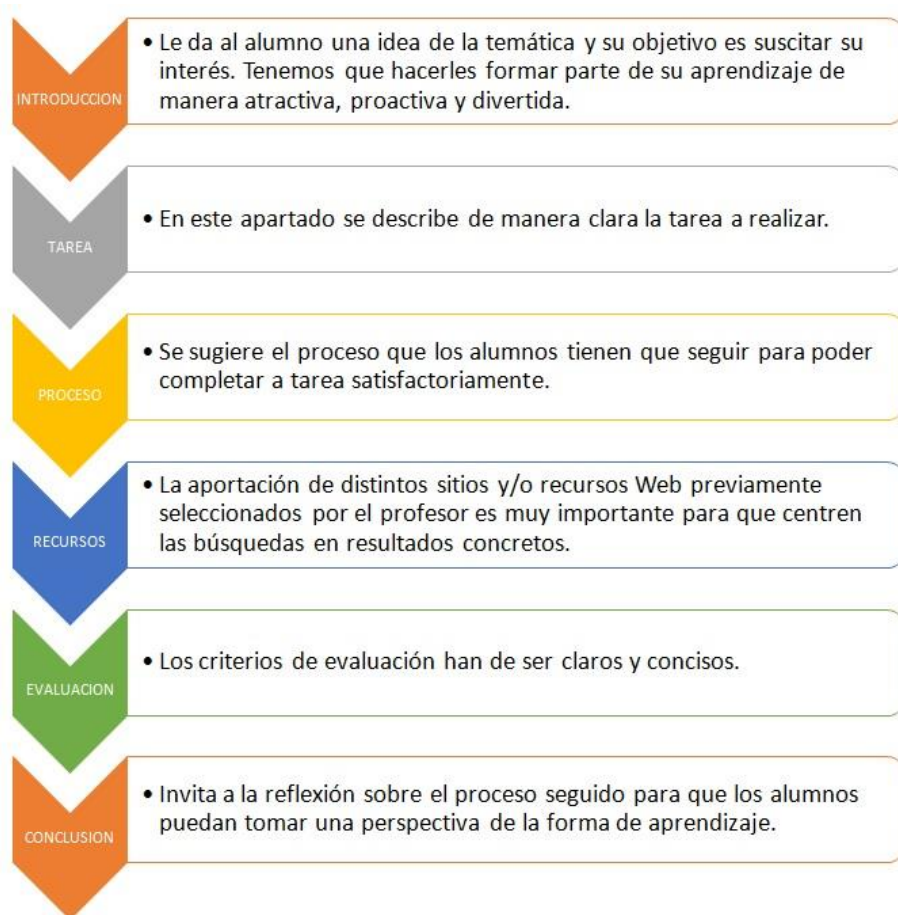 INTRODUCCION
• Le da al alumno una idea de la temática y su objetivo es suscitar su
interés. Tenemos que hacerles formar parte de su aprendizaje de
manera atractiva, proactiva y divertida.
TAREA
• En este apartado se describe de manera clara la tarea a realizar.
PROCESO
• Se sugiere el proceso que los alumnos tienen que seguir para poder
completar a tarea satisfactoriamente.
RECURSOS
• La aportación de distintos sitios y/o recursos Web previamente
seleccionados por el profesor es muy importante para que centren
las búsquedas en resultados concretos.
EVALUACION
• Los criterios de evaluación han de ser claros y concisos.
CONCLUSION
• Invita a la reflexión sobre el proceso seguido para que los alumnos
puedan tomar una perspectiva de la forma de aprendizaje.